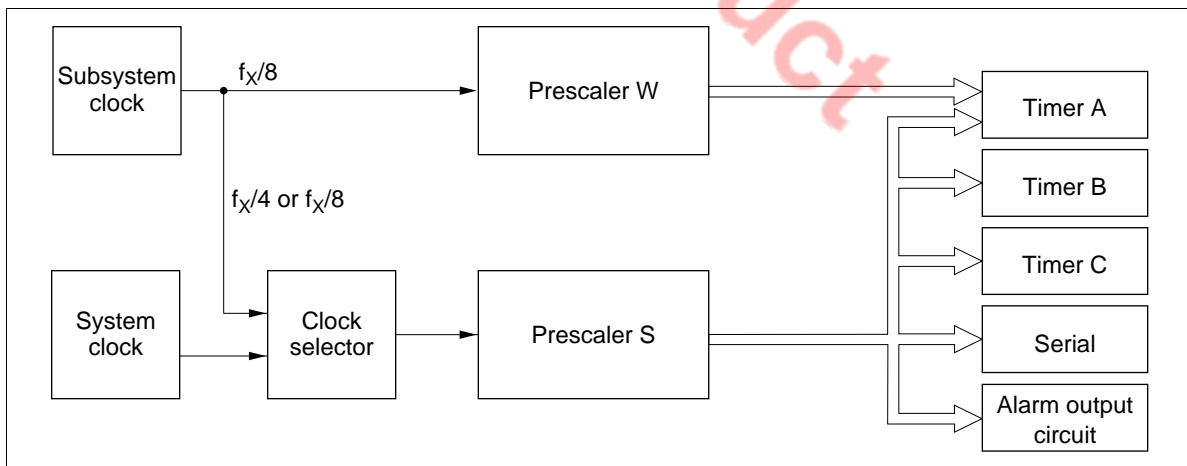 Subsystem
clock
fX/8
Prescaler W
Timer A
fX/4 or fX/8
Timer B
Timer C
System
clock
Clock
selector
Prescaler S
Serial
Alarm output
circuit
uct